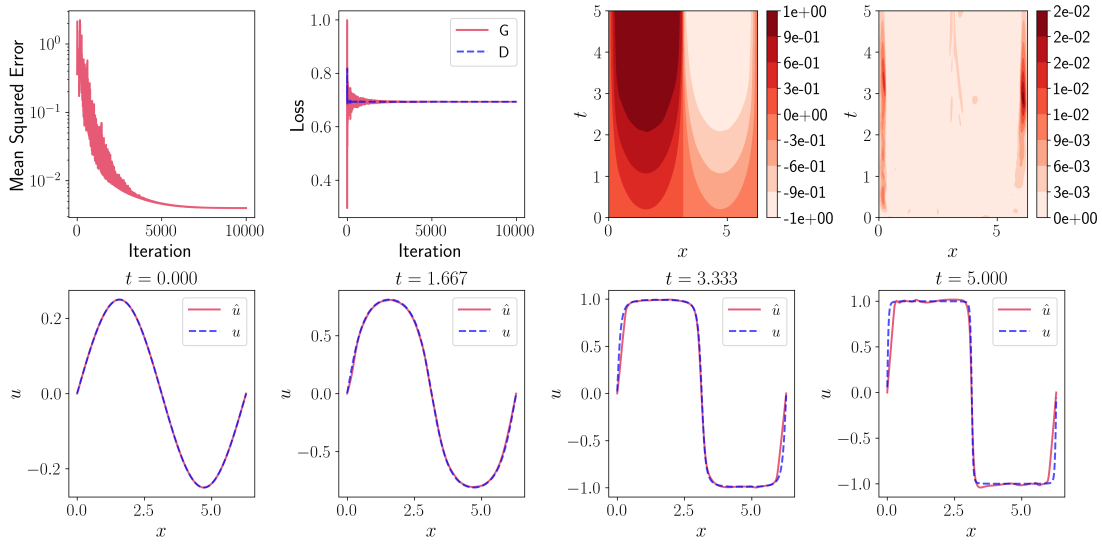 Mean Squared Error
10^0
10^{-1}
10^{-2}
0
5000
10000
Iteration
Loss
1.0
0.8
0.6
0.4
G
D
0
5000
10000
Iteration
t
5
4
3
2
1
0
0
5
x
1e+00
9e-01
6e-01
3e-01
0e+00
-3e-01
-6e-01
-9e-01
-1e+00
t
5
4
3
2
1
0
0
5
x
2e-02
2e-02
2e-02
1e-02
1e-02
9e-03
6e-03
3e-03
0e+00
t = 0.000
u
0.2
0.0
−0.2
û
u
0.0
2.5
5.0
x
t = 1.667
u
0.5
0.0
−0.5
û
u
0.0
2.5
5.0
x
t = 3.333
u
1.0
0.5
0.0
−0.5
−1.0
û
u
0.0
2.5
5.0
x
t = 5.000
u
1.0
0.5
0.0
−0.5
−1.0
û
u
0.0
2.5
5.0
x